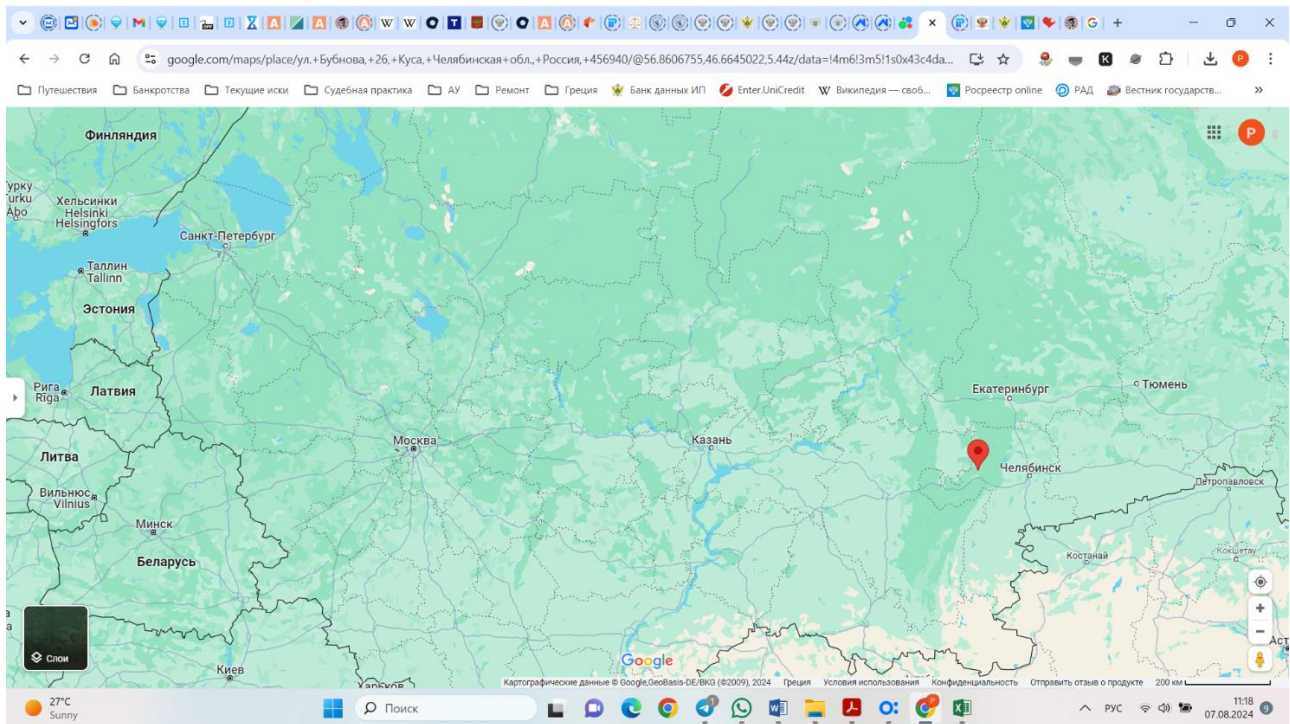 google.com/maps/place/ул.+Бубнова,+26,+Куса,+Челябинская+обл.,+Россия,+456940/@56.8606755,46.6645022,5.44z/data=!4m6!3m5!1s0x43c4da...
Путешествия Банкротства Текущие иски Судебная практика АУ Ремонт Греция Банк данных ИП Enter.UniCredit Википедия — своб... Росреестр online РАД Вестник государств...
Финляндия
Р
урку
Turku
Åbo
Хельсинки
Helsinki
Helsingfors
Санкт-Петербург
Таллин
Tallinn
Эстония
Рига
Rīga
Латвия
Екатеринбург
Тюмень
Москва
Казань
Литва
Челябинск
Вильнюс
Vilnius
Петропавловск
Минск
Беларусь
Костанай
Кокшетау
Слои
Аст
Киев
Google
Харьков
Картографические данные © Google,GeoBasis-DE/BKG (©2009), 2024 Греция Условия использования Конфиденциальность Отправить отзыв о продукте 200 км
27°C
Sunny
Поиск
РУС
11:18
07.08.2024